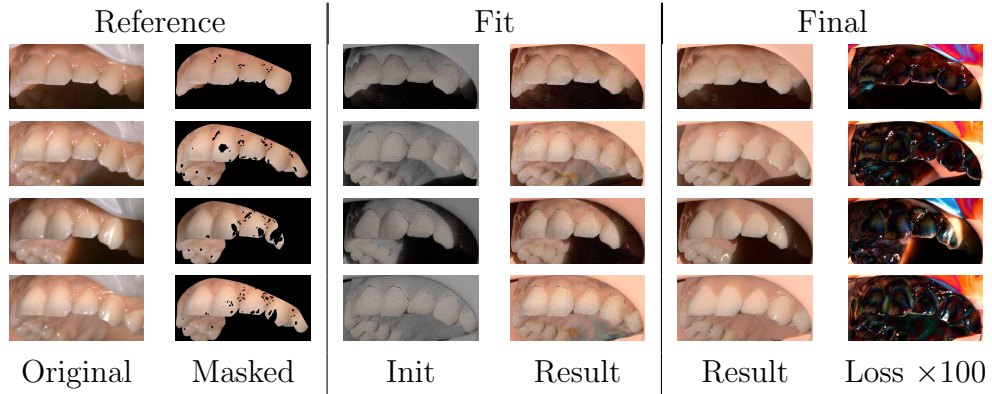 Reference Fit Final
Original Masked Init Result Result Loss ×100